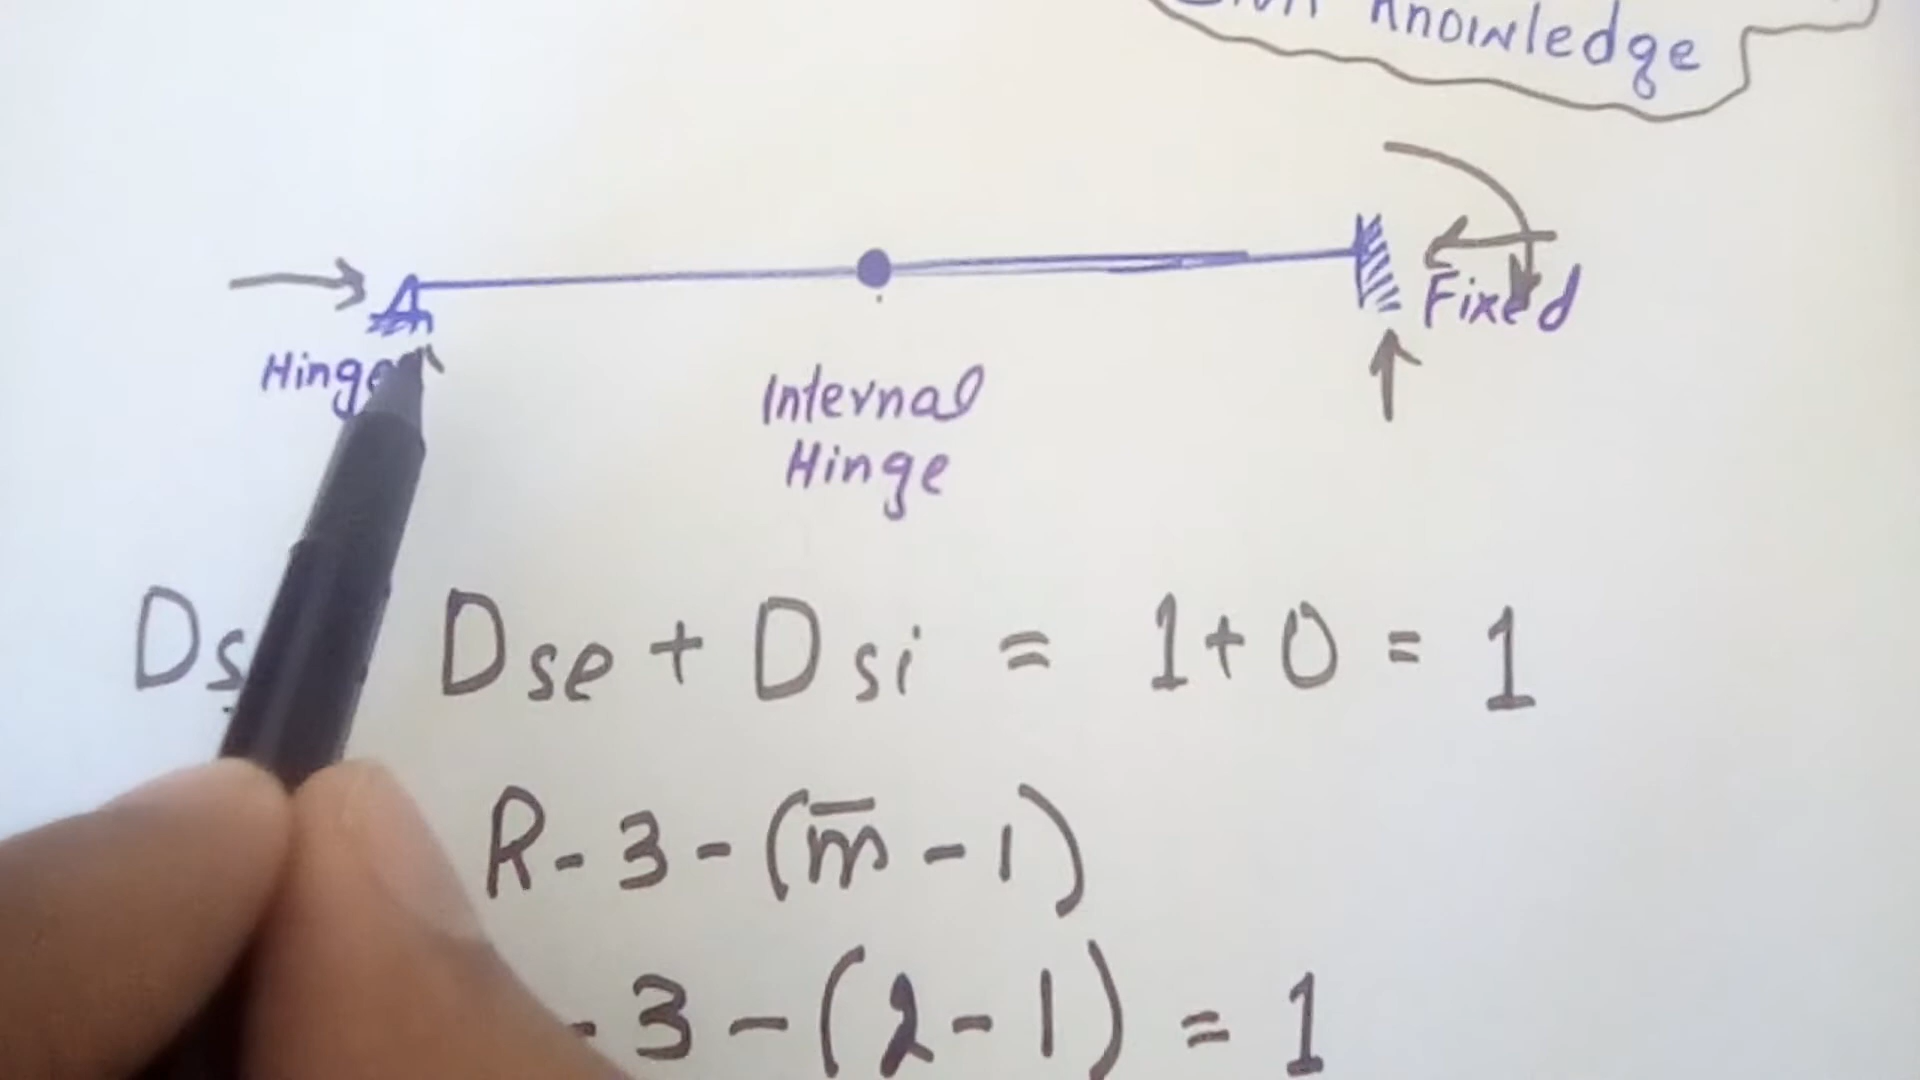 Knowledge
Hinge
Fixed
Internal
Hinge
Ds Dse + Dsi = 1 + 0 = 1
R - 3 - (m̅ - 1)
- 3 - (2 - 1) = 1